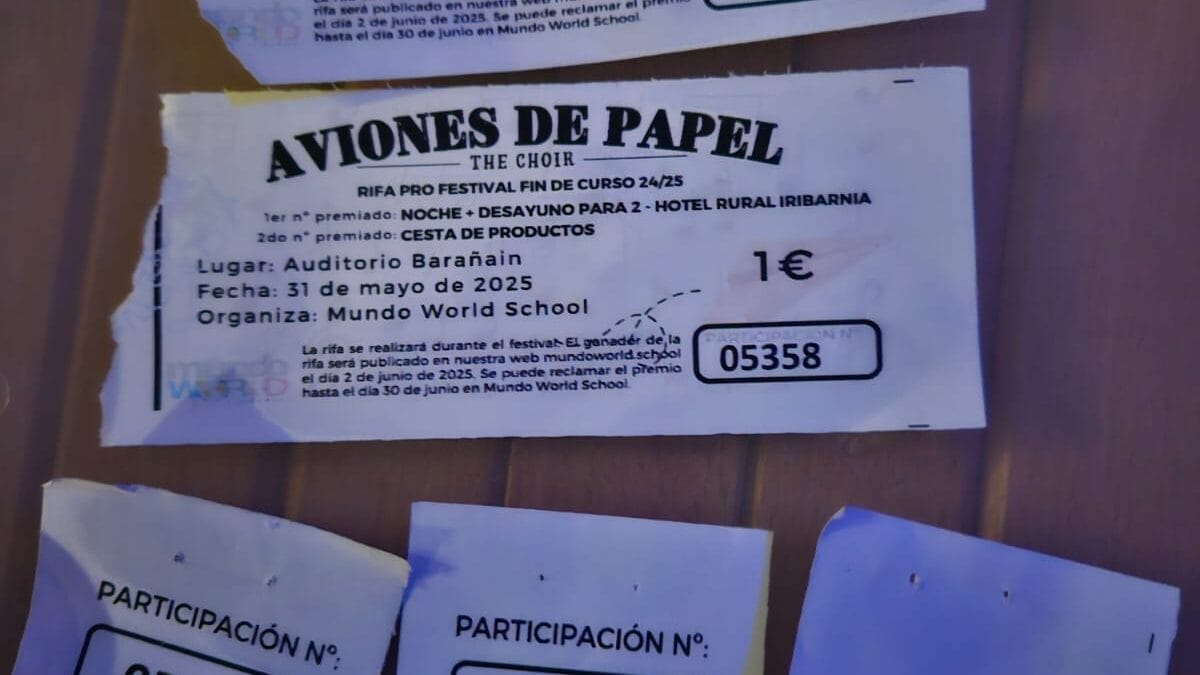 rifa será publicado en nuestra web
el día 2 de junio de 2025. Se puede reclamar el premio
hasta el día 30 de junio en Mundo World School.
AVIONES DE PAPEL
THE CHOIR
RIFA PRO FESTIVAL FIN DE CURSO 24/25
1er nº premiado: NOCHE + DESAYUNO PARA 2 - HOTEL RURAL IRIBARNIA
2do nº premiado: CESTA DE PRODUCTOS
Lugar: Auditorio Barañain
Fecha: 31 de mayo de 2025
Organiza: Mundo World School
1€
La rifa se realizará durante el festival. El ganador de la
rifa será publicado en nuestra web mundoworld.school
el día 2 de junio de 2025. Se puede reclamar el premio
hasta el día 30 de junio en Mundo World School.
mundo
WORLD
PARTICIPACIÓN Nº
05358
PARTICIPACIÓN Nº:
PARTICIPACIÓN Nº: